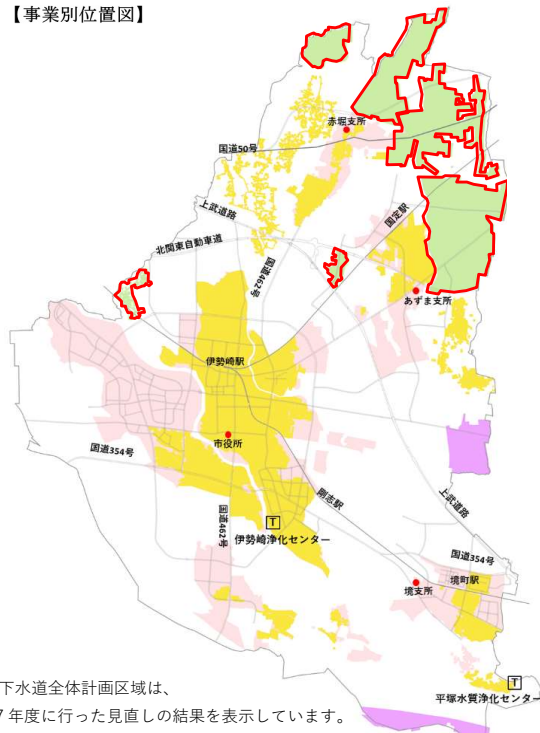 【事業別位置図】
赤堀支所
国道50号
上武道路
国定駅
北関東自動車道
国道462号
あずま支所
伊勢崎駅
市役所
国道354号
剛志駅
上武道路
国道462号
T
伊勢崎浄化センター
国道354号
境町駅
境支所
T
平塚水質浄化センター
下水道全体計画区域は、
7年度に行った見直しの結果を表示しています。